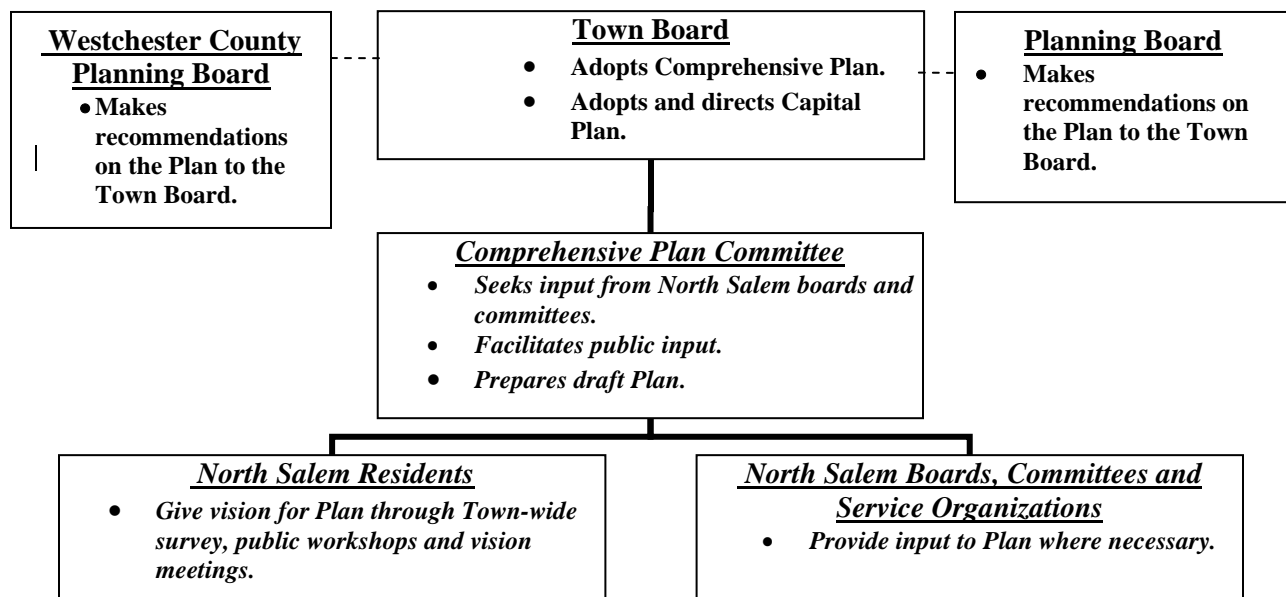 Westchester County
Planning Board
• Makes
recommendations
on the Plan to the
Town Board.
Town Board
• Adopts Comprehensive Plan.
• Adopts and directs Capital
Plan.
Planning Board
• Makes
recommendations on
the Plan to the Town
Board.
Comprehensive Plan Committee
• Seeks input from North Salem boards and
committees.
• Facilitates public input.
• Prepares draft Plan.
North Salem Residents
• Give vision for Plan through Town-wide
survey, public workshops and vision
meetings.
North Salem Boards, Committees and
Service Organizations
• Provide input to Plan where necessary.